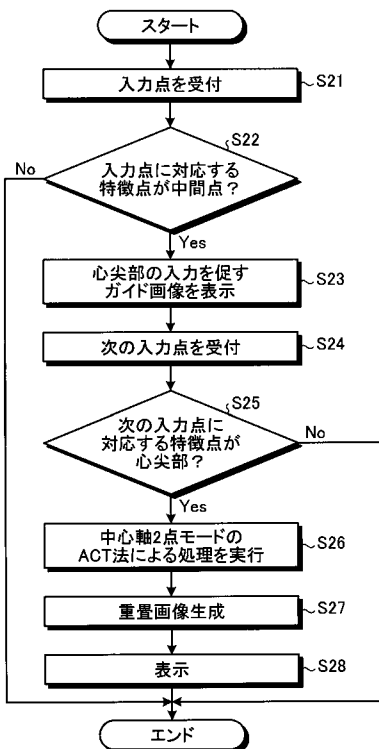 スタート
入力点を受付
S21
S22
入力点に対応する
特徴点が中間点？
No
Yes
心尖部の入力を促す
ガイド画像を表示
S23
次の入力点を受付
S24
S25
次の入力点に
対応する特徴点が
心尖部？
No
Yes
中心軸2点モードの
ACT法による処理を実行
S26
重畳画像生成
S27
表示
S28
エンド